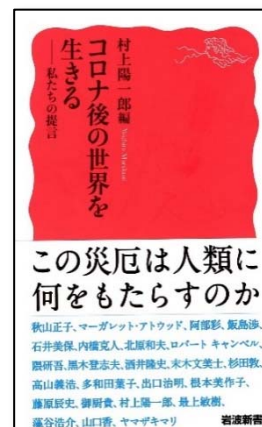 村上陽一郎編
コロナ後の世界を
生きる
――私たちの提言
この災厄は人類に
何をもたらすのか
秋山正子、マーガレット・アトウッド、阿部彩、飯島渉、
石井美保、内橋克人、北原和夫、ロバート キャンベル、
隈研吾、黒木登志夫、酒井隆史、末木文美士、杉田敦、
高山義浩、多和田葉子、出口治明、根本美作子、
藤原辰史、御厨貴、村上陽一郎、最上敏樹、
藻谷浩介、山口香、ヤマザキマリ
岩波新書